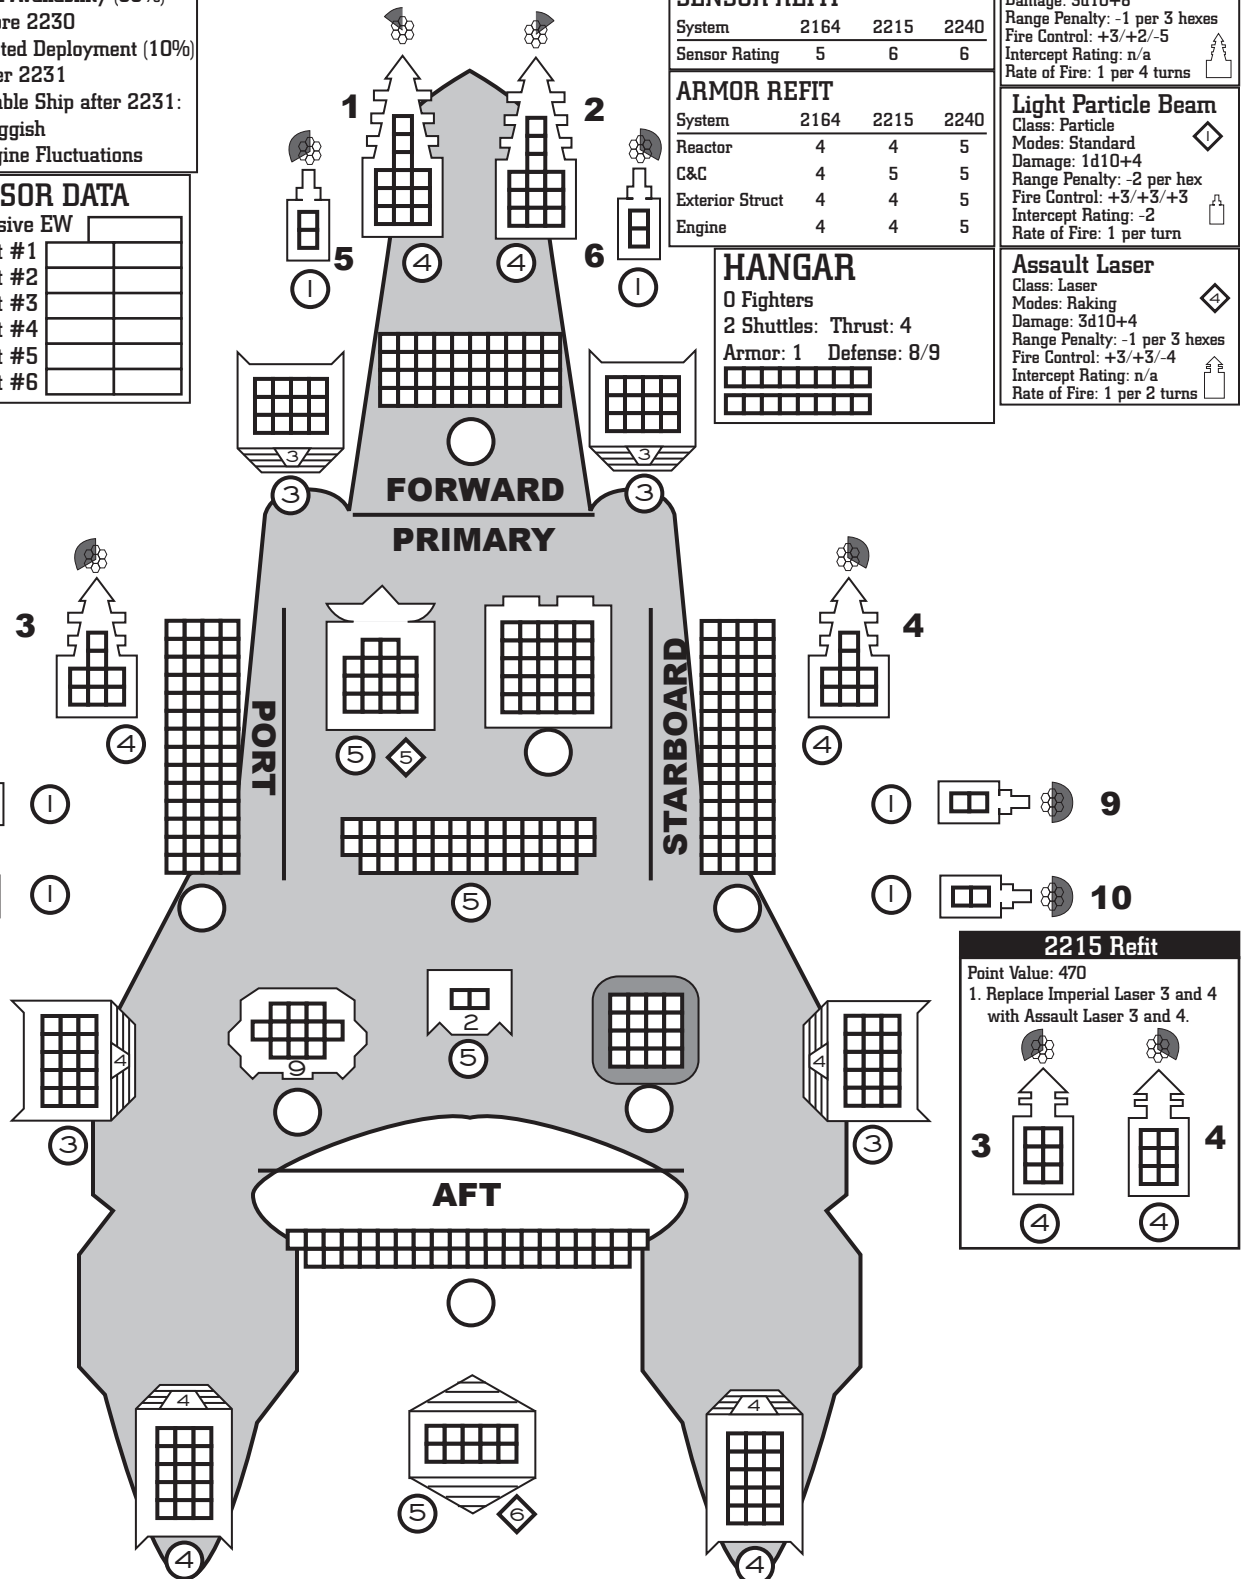 ore 2230
ted Deployment (10%)
er 2231
able Ship after 2231:
ggish
gine Fluctuations
SOR DATA
sive EW
t #1
t #2
t #3
t #4
t #5
t #6
SENSOR REFIT
System 2164 2215 2240
Sensor Rating 5 6 6
ARMOR REFIT
System 2164 2215 2240
Reactor 4 4 5
C&C 4 5 5
Exterior Struct 4 4 5
Engine 4 4 5
HANGAR
0 Fighters
2 Shuttles: Thrust: 4
Armor: 1 Defense: 8/9
Range Penalty: -1 per 3 hexes
Fire Control: +3/+2/-5
Intercept Rating: n/a
Rate of Fire: 1 per 4 turns
Light Particle Beam
Class: Particle
1
Modes: Standard
Damage: 1d10+4
Range Penalty: -2 per hex
Fire Control: +3/+3/+3
Intercept Rating: -2
Rate of Fire: 1 per turn
Assault Laser
Class: Laser
4
Modes: Raking
Damage: 3d10+4
Range Penalty: -1 per 3 hexes
Fire Control: +3/+3/-4
Intercept Rating: n/a
Rate of Fire: 1 per 2 turns
1 2
5 4 4 6
1 1
3 3
3 3
FORWARD
PRIMARY
3 4
PORT
STARBOARD
4 5 5 4
1 1 9
1 5 1 10
2
4 9 5 4
3 3
AFT
4 4
5 6
4 4
2215 Refit
Point Value: 470
1. Replace Imperial Laser 3 and 4
with Assault Laser 3 and 4.
3 4
4 4